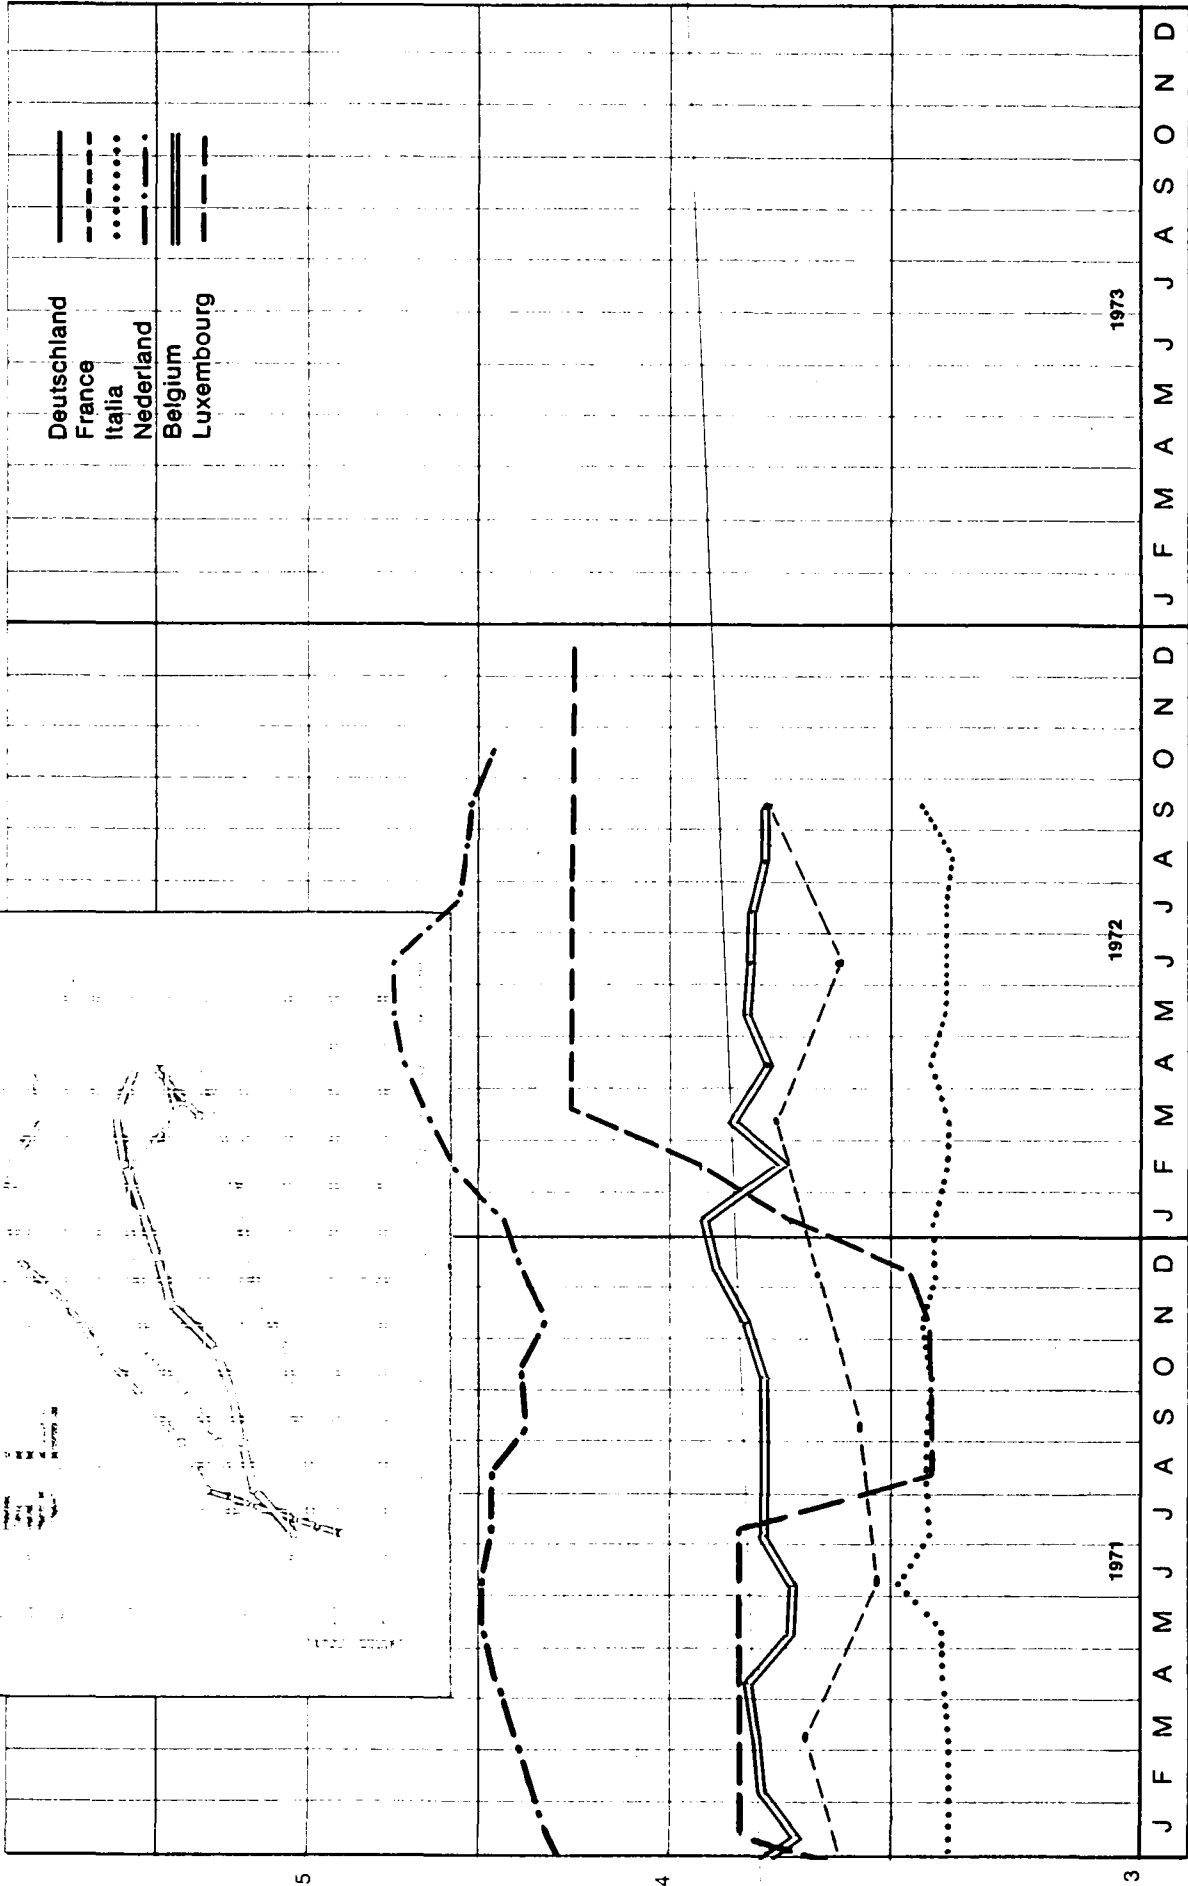 Deutschland
France
Italia
Nederland
Belgium
Luxembourg
5
4
3
J F M A M J J A S O N D J F M A M J J A S O N D J F M A M J J A S O N D
1971 1972 1973